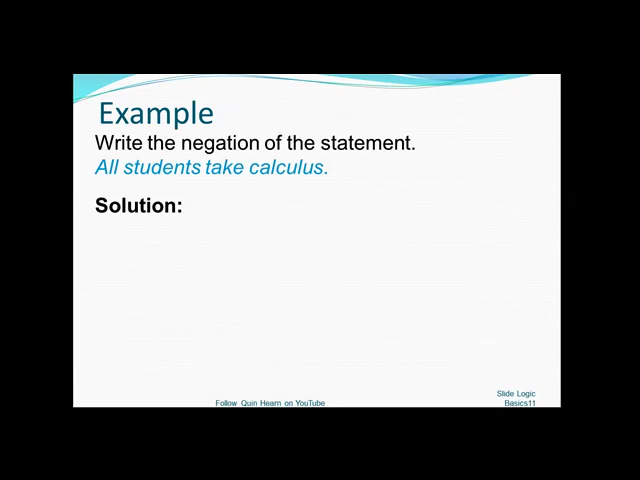 Example
Write the negation of the statement.
All students take calculus.
Solution:
Slide Logic
Follow Quin Hearn on YouTube
Basics11